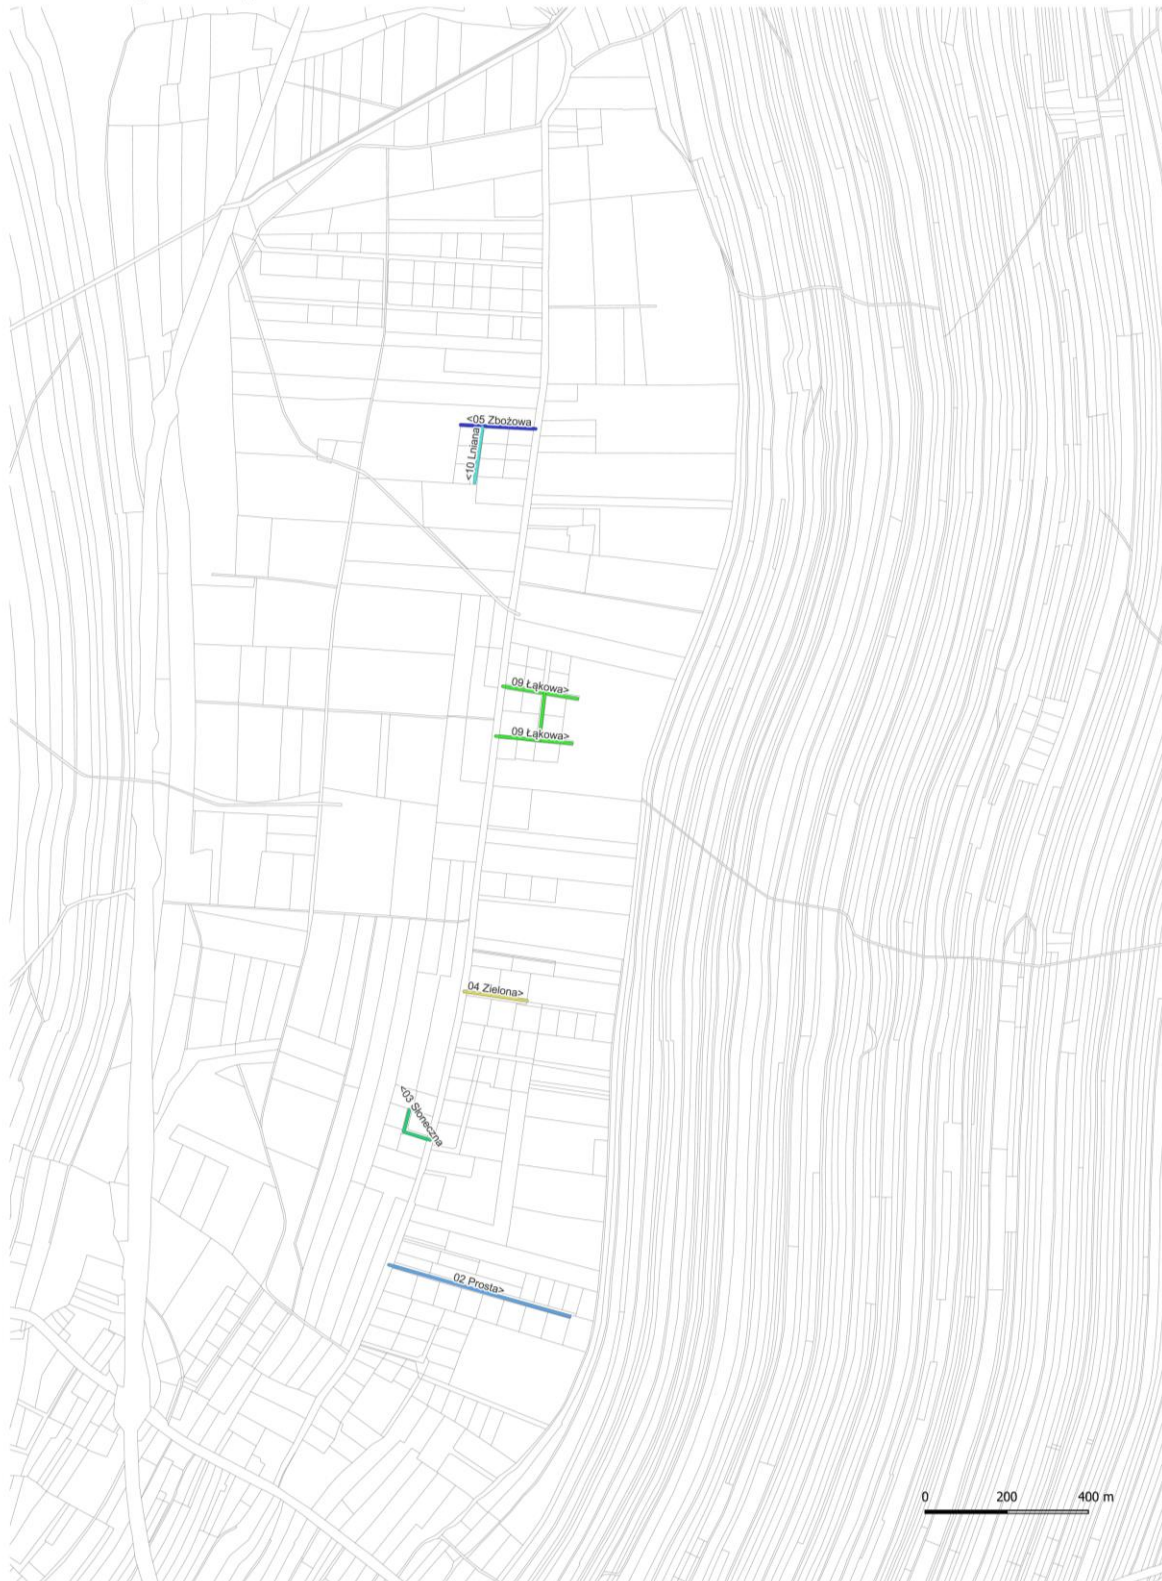 <05 Zbożowa
<10 Lniana
09 Łąkowa>
09 Łąkowa>
04 Zielona>
<03 Słoneczna
02 Prosta>
0 200 400 m